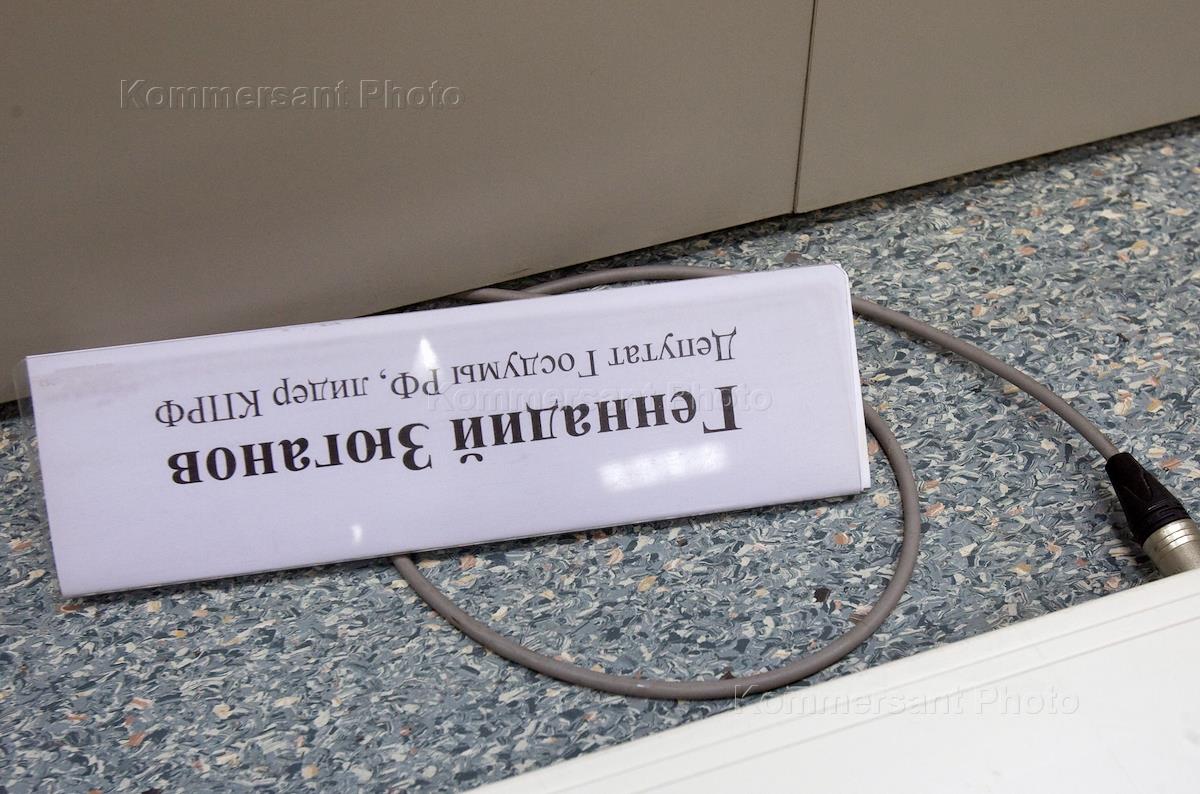 Kommersant Photo
Геннадий Зюганов
Депутат Госдумы РФ, лидер КПРФ
Kommersant Photo
Kommersant Photo